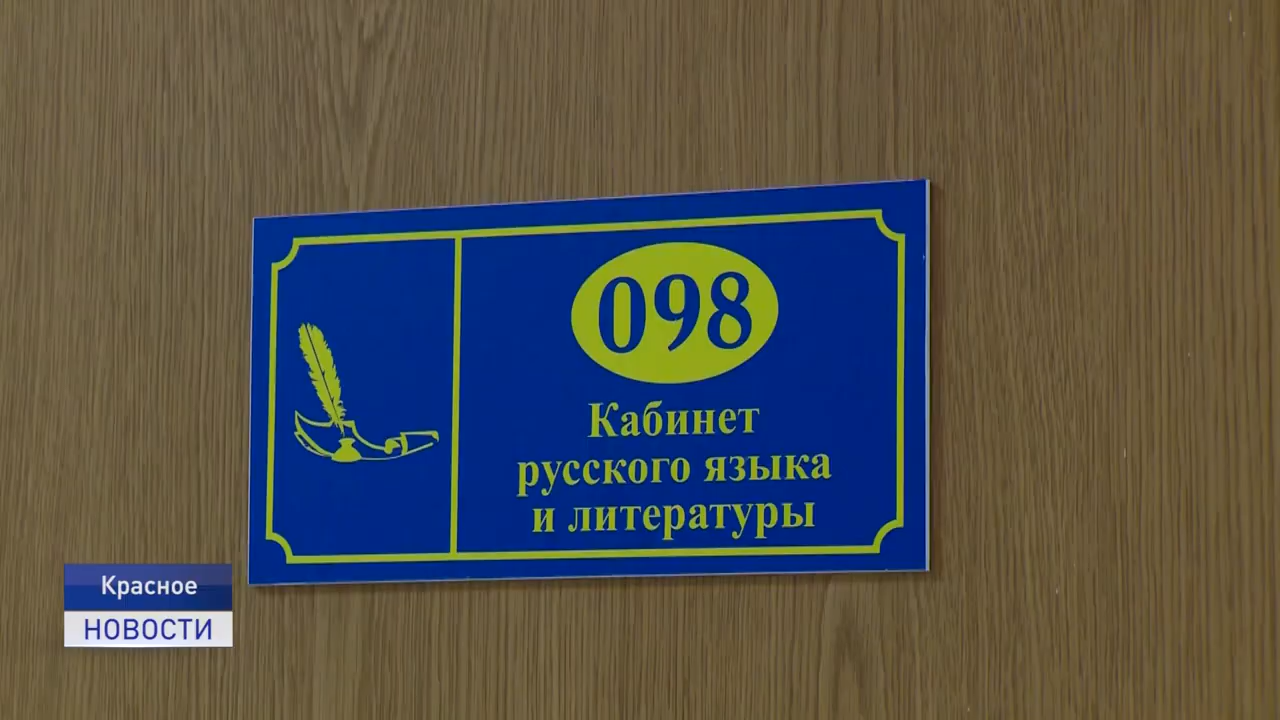 098
Кабинет
русского языка
и литературы
Красное
НОВОСТИ